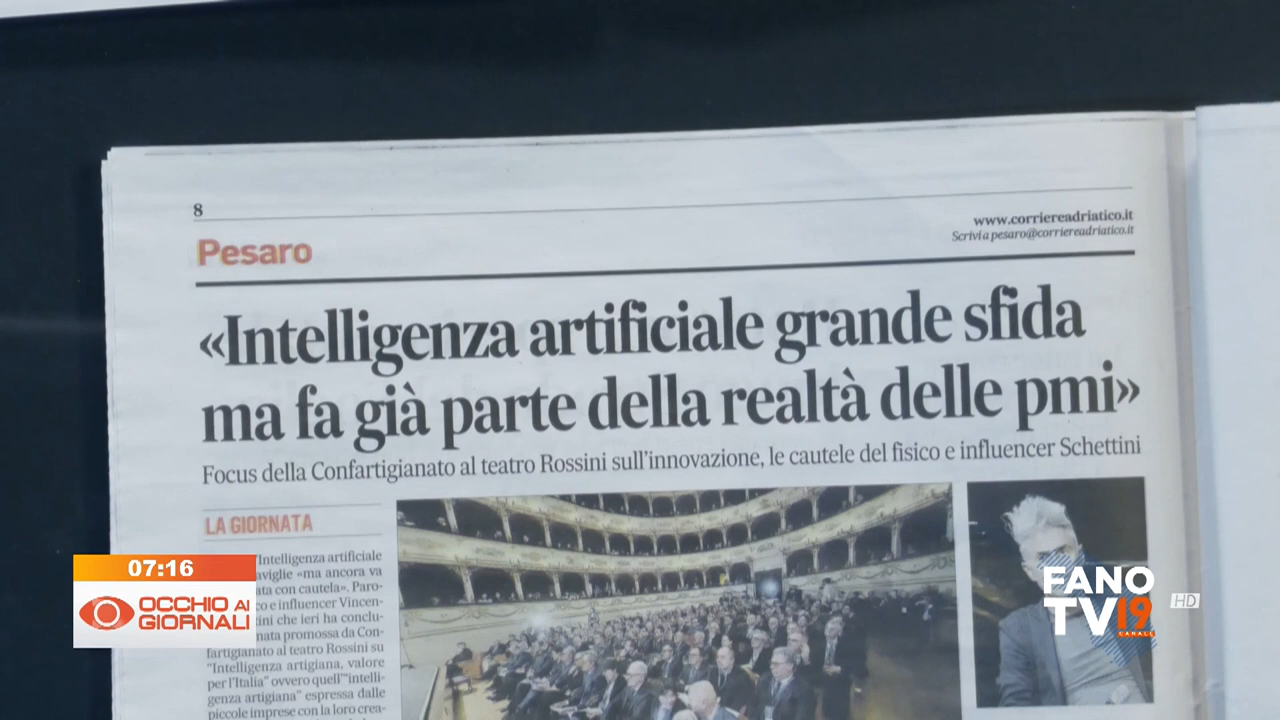 8
www.corriereadriatico.it
Scrivi a pesaro@corriereadriatico.it
Pesaro
«Intelligenza artificiale grande sfida
ma fa già parte della realtà delle pmi»
Focus della Confartigianato al teatro Rossini sull'innovazione, le cautele del fisico e influencer Schettini
LA GIORNATA
Intelligenza artificiale
aviglie «ma ancora va
ata con cautela». Paro-
co e influencer Vincen-
tini che ieri ha conclu-
nata promossa da Con-
fartigianato al teatro Rossini su
"Intelligenza artigiana, valore
per l'Italia" ovvero quell'"intelli-
genza artigiana" espressa dalle
piccole imprese con la loro crea-
07:16
OCCHIO AI
GIORNALI
FANO
TV19
CANALE
HD